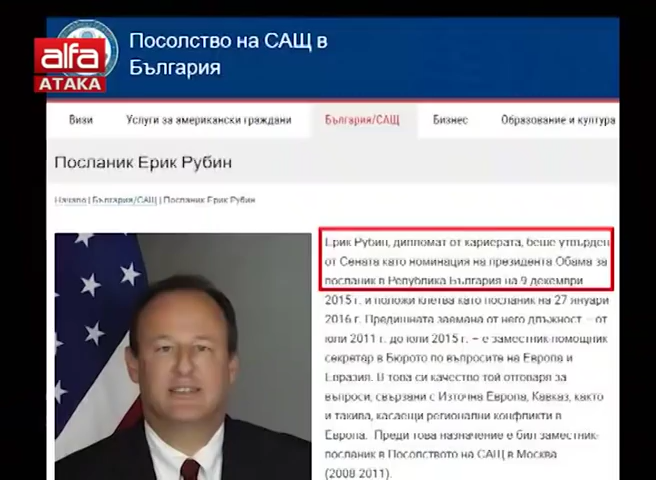 alfa
АТАКА
Посолство на САЩ в
България
Визи Услуги за американски граждани България/САЩ Бизнес Образование и култура
Посланик Ерик Рубин
Начало | България/САЩ | Посланик Ерик Рубин
Ерик Рубин, дипломат от кариерата, беше утвърден
от Сената като номинация на президента Обама за
посланик в Република България на 9 декември
2015 г. и положи клетва като посланик на 27 януари
2016 г. Предишната заемана от него длъжност – от
юли 2011 г. до юли 2015 г. – е заместник помощник
секретар в Бюрото по въпросите на Европа и
Евразия. В това си качество той отговаря за
въпроси, свързани с Източна Европа, Кавказ, както
и такива, касаещи регионални конфликти в
Европа. Преди това назначение е бил заместник-
посланик в Посолството на САЩ в Москва
(2008-2011).